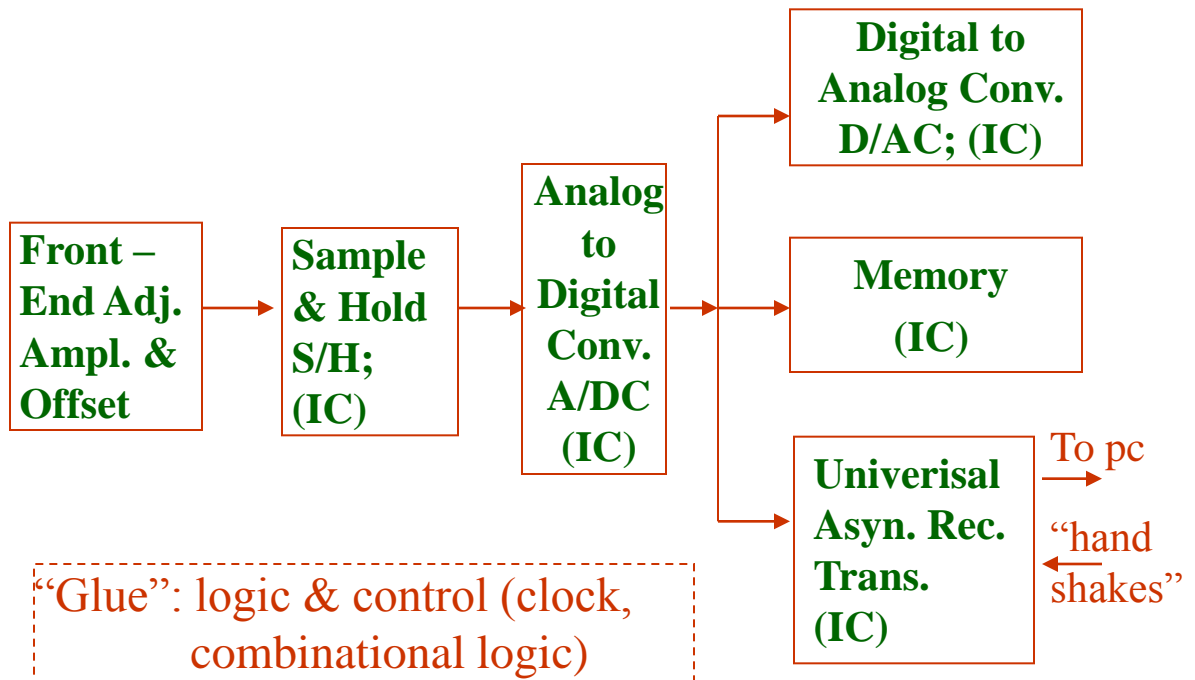 Front –
End Adj.
Ampl. &
Offset
Sample
& Hold
S/H;
(IC)
Analog
to
Digital
Conv.
A/DC
(IC)
Digital to
Analog Conv.
D/AC; (IC)
Memory
(IC)
Univerisal
Asyn. Rec.
Trans.
(IC)
To pc
“hand
shakes”
“Glue”: logic & control (clock,
combinational logic)